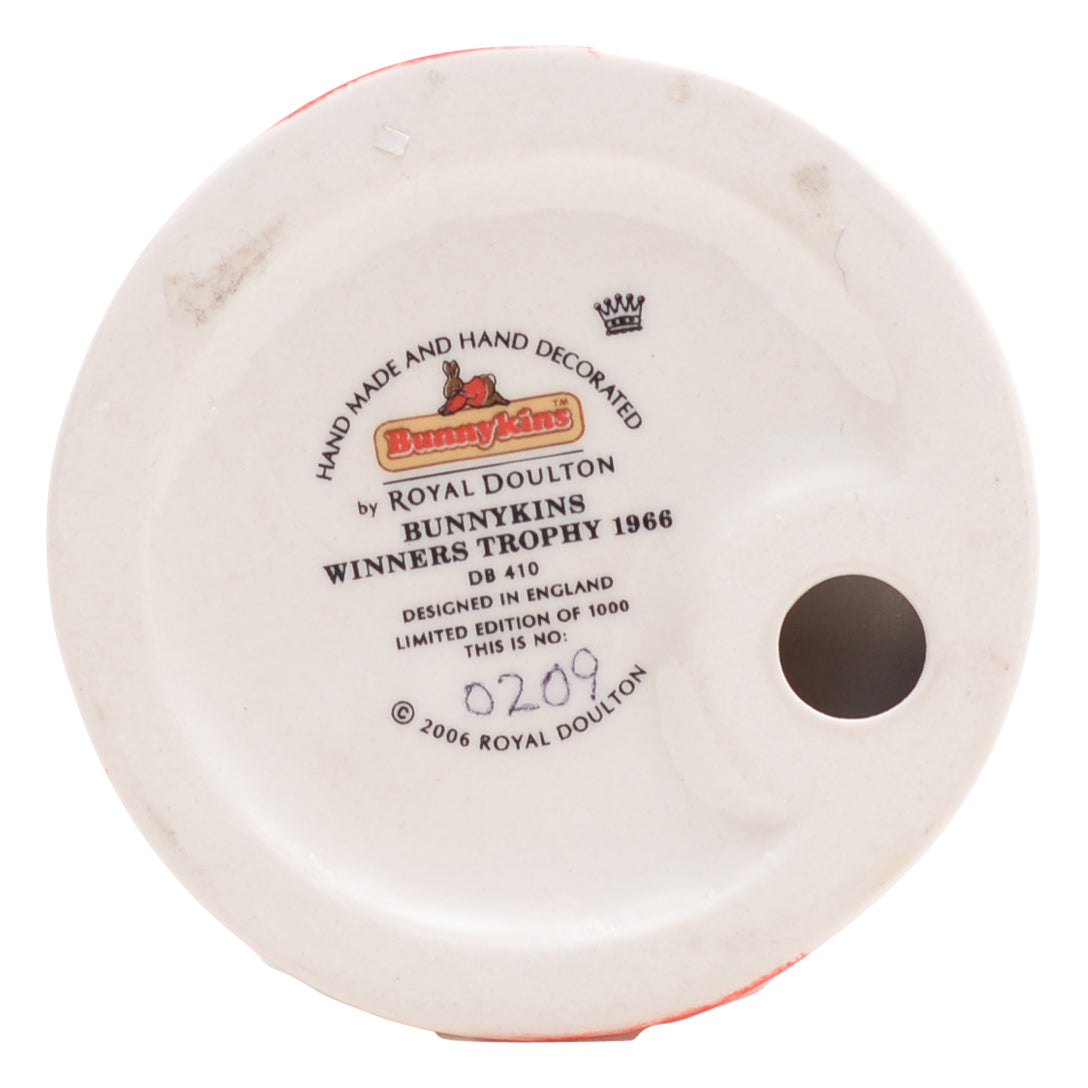 HAND MADE AND HAND DECORATED
Bunnykins™
by ROYAL DOULTON
BUNNYKINS
WINNERS TROPHY 1966
DB 410
DESIGNED IN ENGLAND
LIMITED EDITION OF 1000
THIS IS NO:
0209
© 2006 ROYAL DOULTON